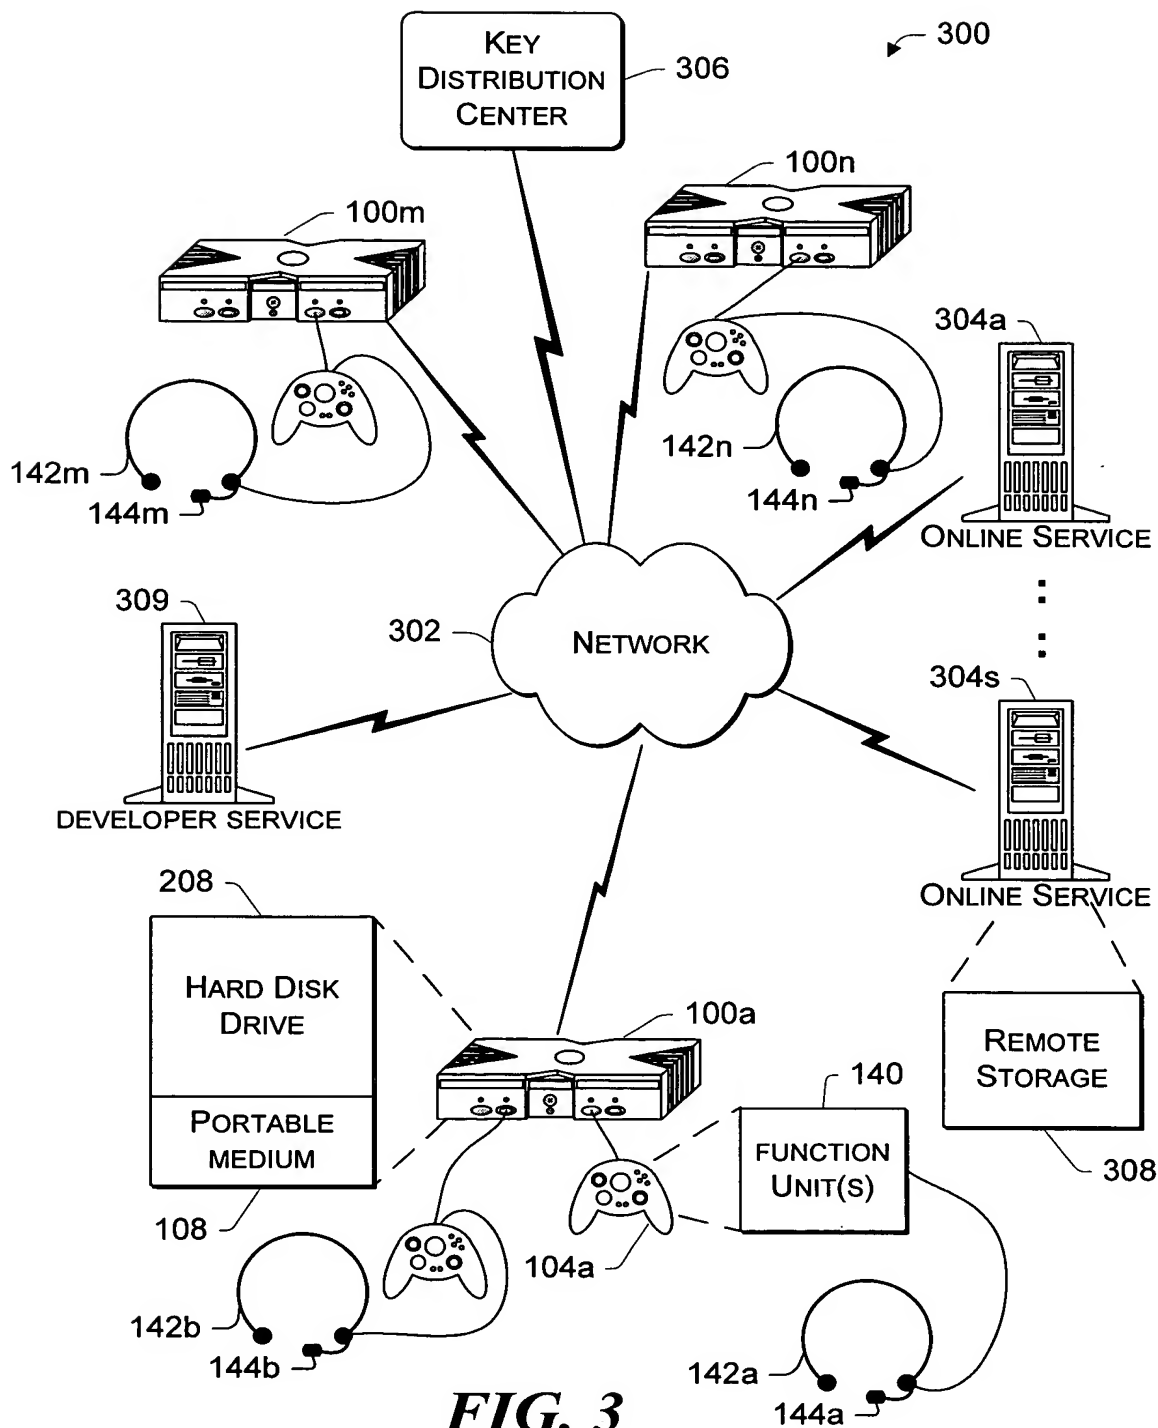 KEY
DISTRIBUTION
CENTER
306
300
100n
100m
304a
142m
144m
142n
144n
ONLINE SERVICE
309
302
NETWORK
304s
DEVELOPER SERVICE
ONLINE SERVICE
208
HARD DISK
DRIVE
PORTABLE
MEDIUM
108
100a
140
FUNCTION
UNIT(S)
REMOTE
STORAGE
308
104a
142b
144b
142a
144a
FIG. 3